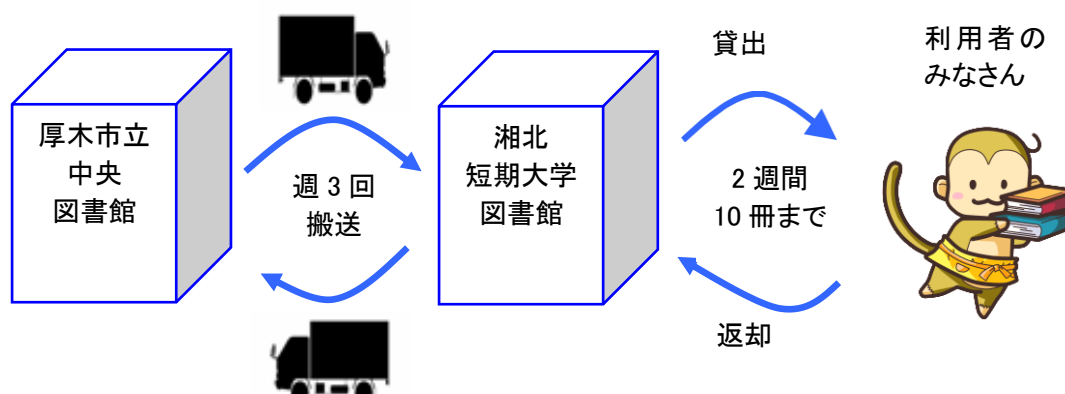 厚木市立
中央
図書館
週3回
搬送
湘北
短期大学
図書館
貸出
2週間
10冊まで
返却
利用者の
みなさん